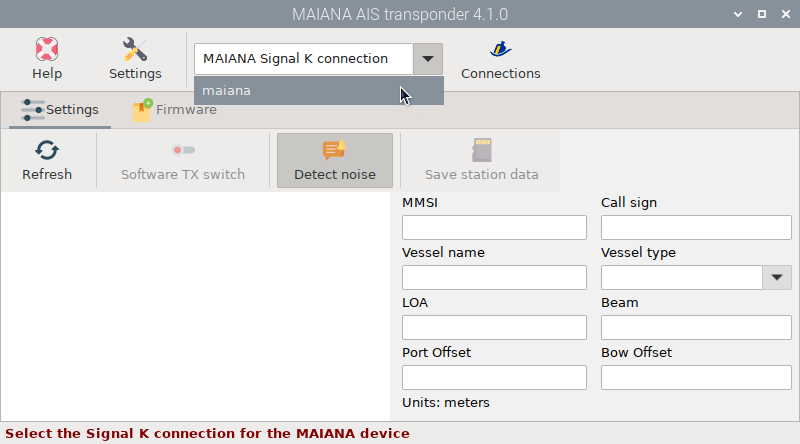 MAIANA AIS transponder 4.1.0
Help
Settings
MAIANA Signal K connection
Connections
maiana
Settings
Firmware
Refresh
Software TX switch
Detect noise
Save station data
MMSI
Call sign
Vessel name
Vessel type
LOA
Beam
Port Offset
Bow Offset
Units: meters
Select the Signal K connection for the MAIANA device